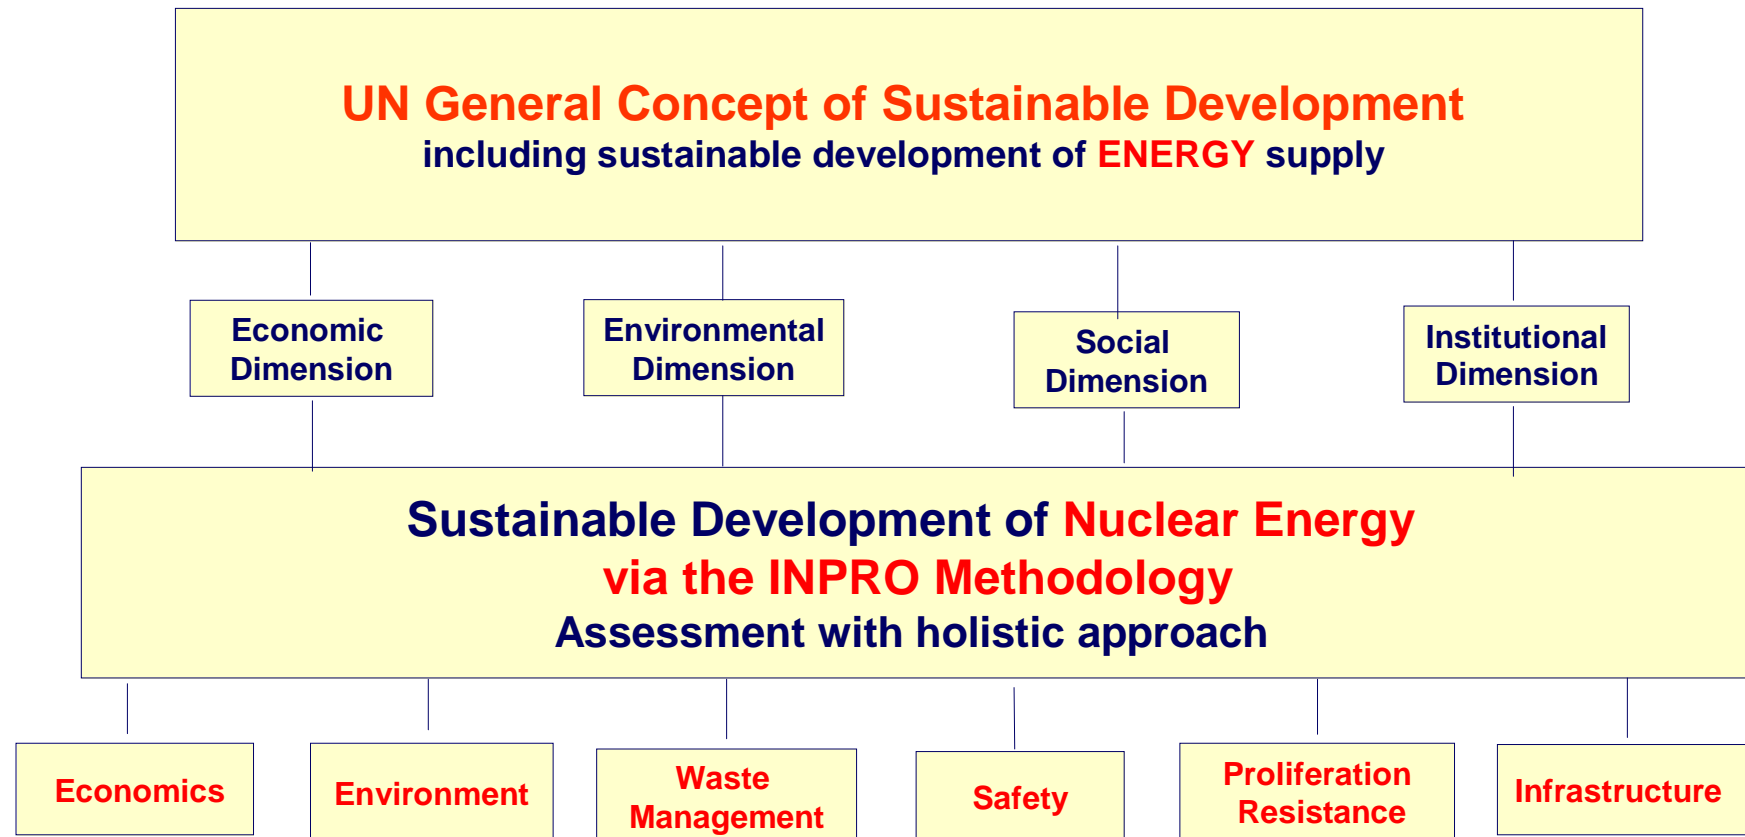 UN General Concept of Sustainable Development
including sustainable development of ENERGY supply
Economic
Dimension
Environmental
Dimension
Social
Dimension
Institutional
Dimension
Sustainable Development of Nuclear Energy
via the INPRO Methodology
Assessment with holistic approach
Economics
Environment
Waste
Management
Safety
Proliferation
Resistance
Infrastructure